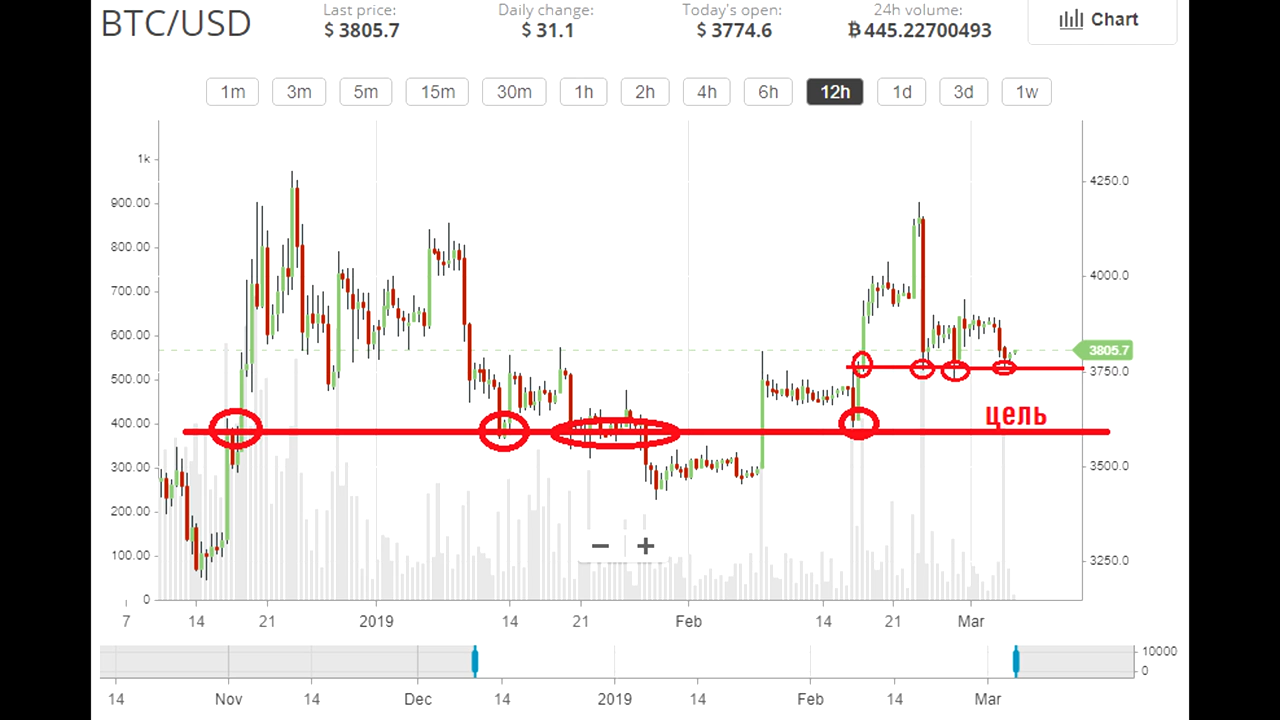 BTC/USD
Last price: Daily change: Today's open: 24h volume:
$ 3805.7 $ 31.1 $ 3774.6 ₿ 445.22700493
Chart
1m 3m 5m 15m 30m 1h 2h 4h 6h 12h 1d 3d 1w
1k
900.00
800.00
700.00
600.00
500.00
400.00
300.00
200.00
100.00
0
4250.0
4000.0
3805.7
3750.0
цель
3500.0
3250.0
− +
7 14 21 2019 14 21 Feb 14 21 Mar
10000
0
14 Nov 14 Dec 14 2019 14 Feb 14 Mar